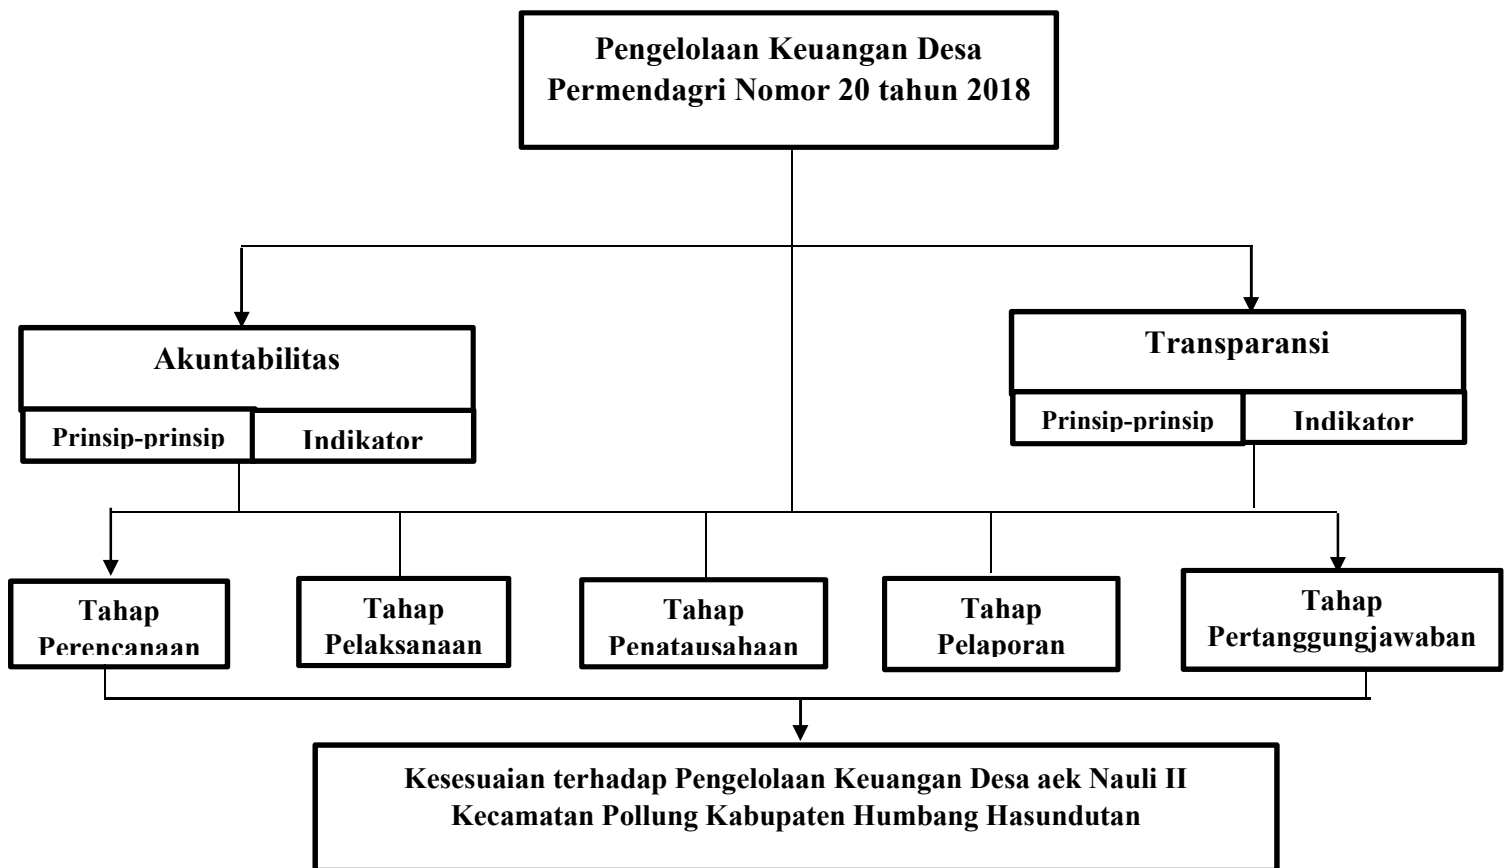 Pengelolaan Keuangan Desa
Permendagri Nomor 20 tahun 2018
Akuntabilitas
Prinsip-prinsip
Indikator
Transparansi
Prinsip-prinsip
Indikator
Tahap
Perencanaan
Tahap
Pelaksanaan
Tahap
Penatausahaan
Tahap
Pelaporan
Tahap
Pertanggungjawaban
Kesesuaian terhadap Pengelolaan Keuangan Desa aek Nauli II
Kecamatan Pollung Kabupaten Humbang Hasundutan